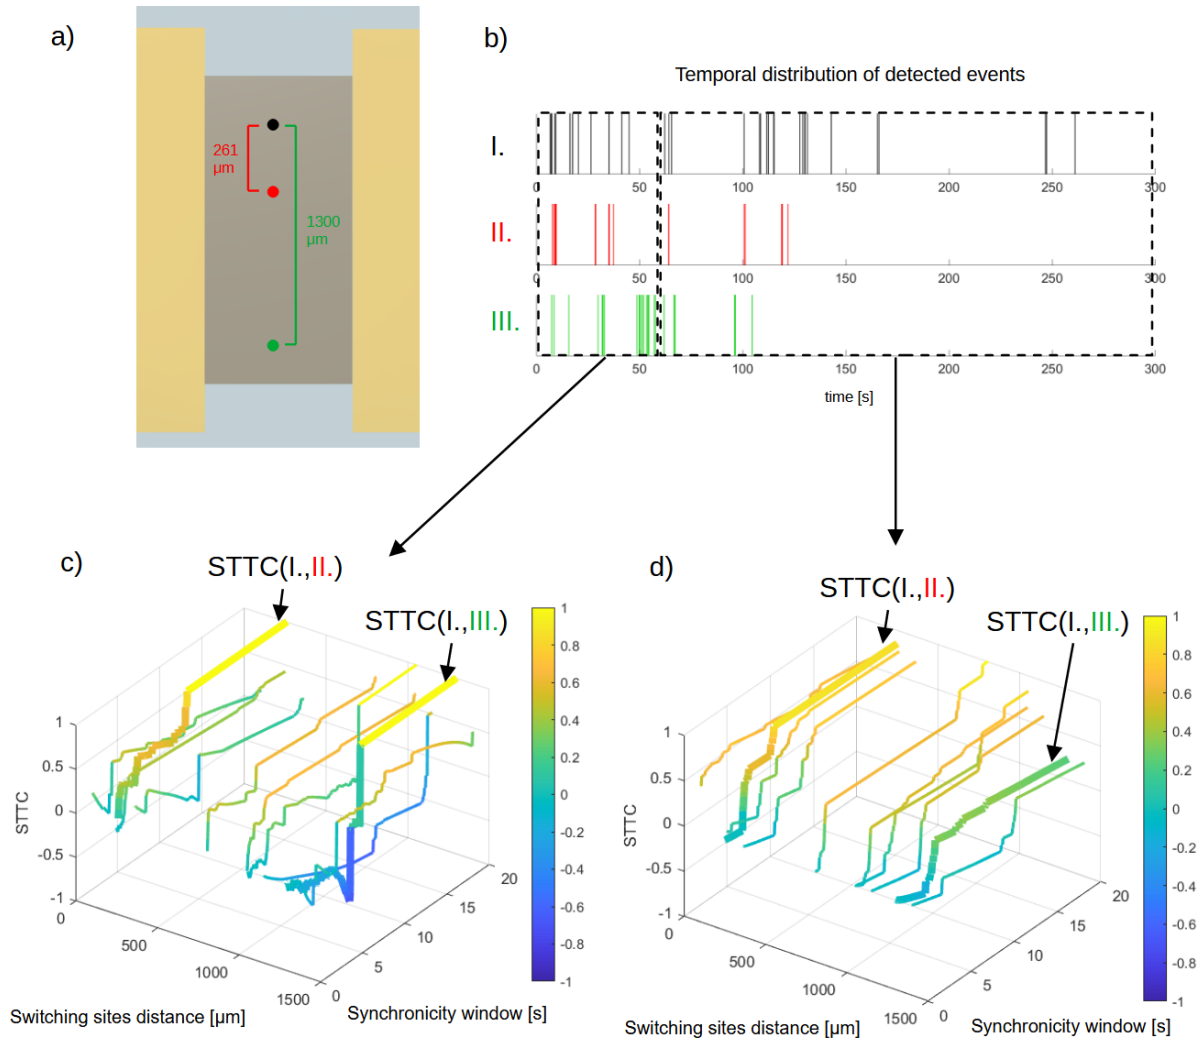 a)
261
µm
1300
µm
b)
Temporal distribution of detected events
I.
0 50 100 150 200 250 300
II.
0 50 100 150 200 250 300
III.
0 50 100 150 200 250 300
time [s]
c)
STTC(I.,II.)
STTC(I.,III.)
1
0.8
0.6
0.4
0.2
0
-0.2
-0.4
-0.6
-0.8
-1
1
0.5
0
-0.5
-1
STTC
0
500
1000
1500
0
5
10
15
20
Switching sites distance [µm]
Synchronicity window [s]
d)
STTC(I.,II.)
STTC(I.,III.)
1
0.8
0.6
0.4
0.2
0
-0.2
-0.4
-0.6
-0.8
-1
1
0.5
0
-0.5
-1
STTC
0
500
1000
1500
0
5
10
15
20
Switching sites distance [µm]
Synchronicity window [s]